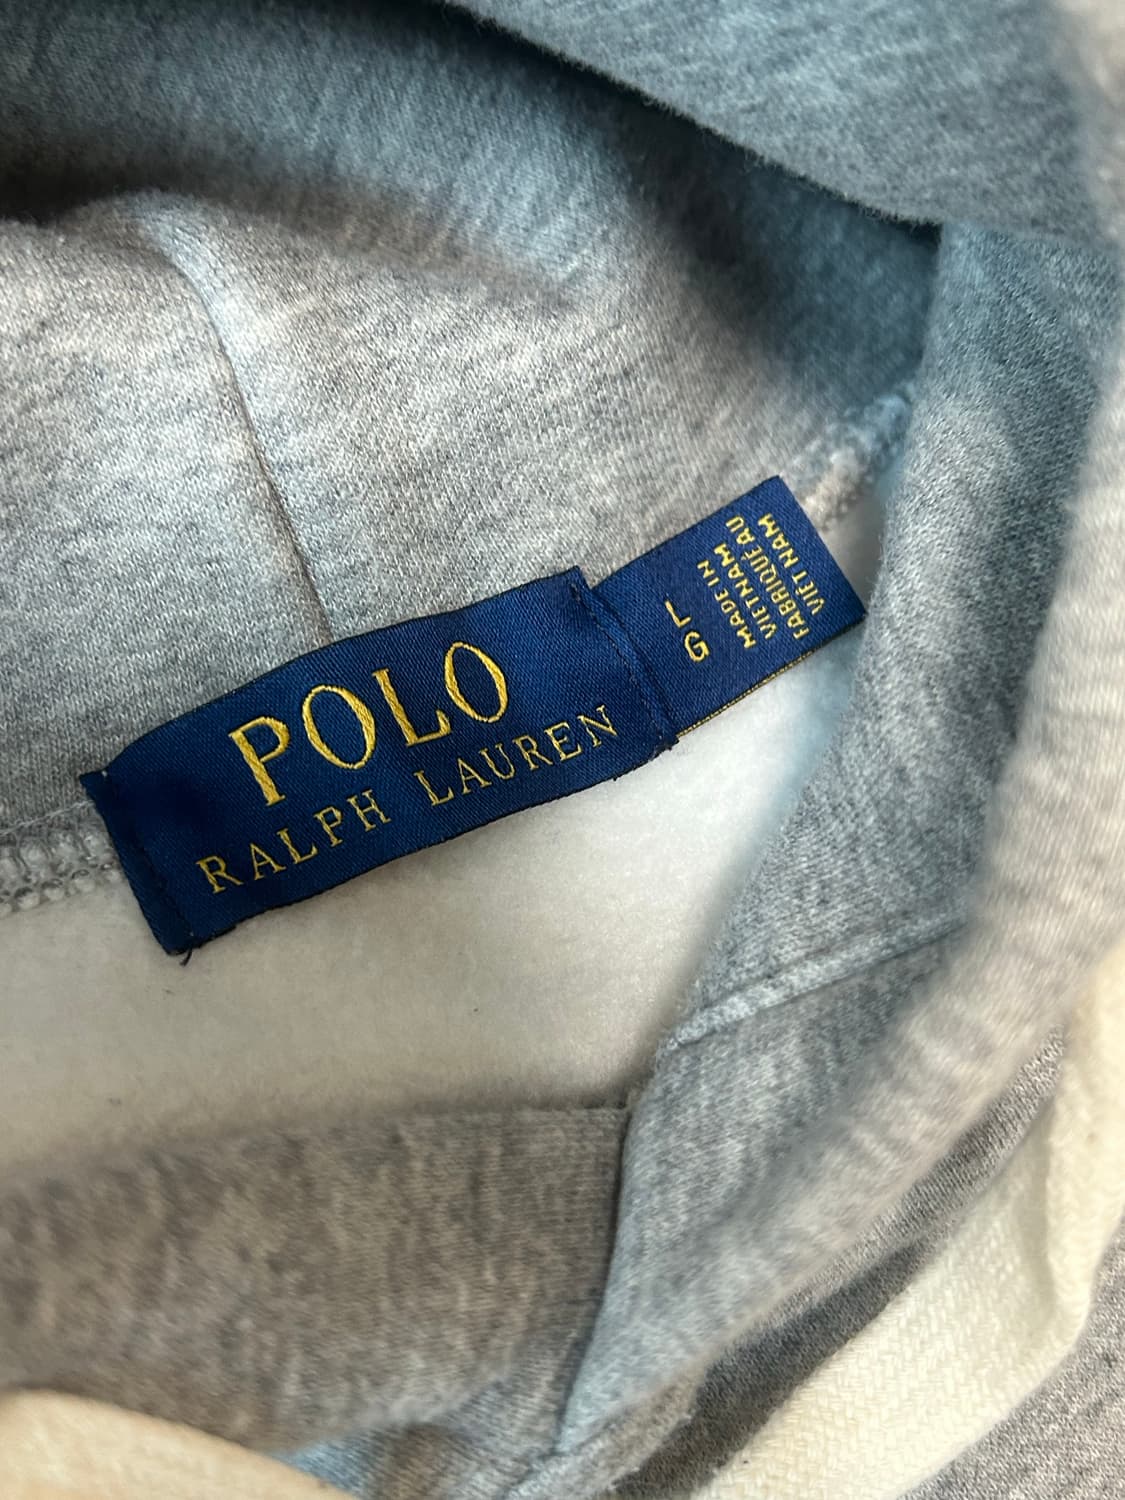 POLO
RALPH LAUREN
L
G
MADE IN
VIETNAM
FABRIQUÉ AU
VIET NAM